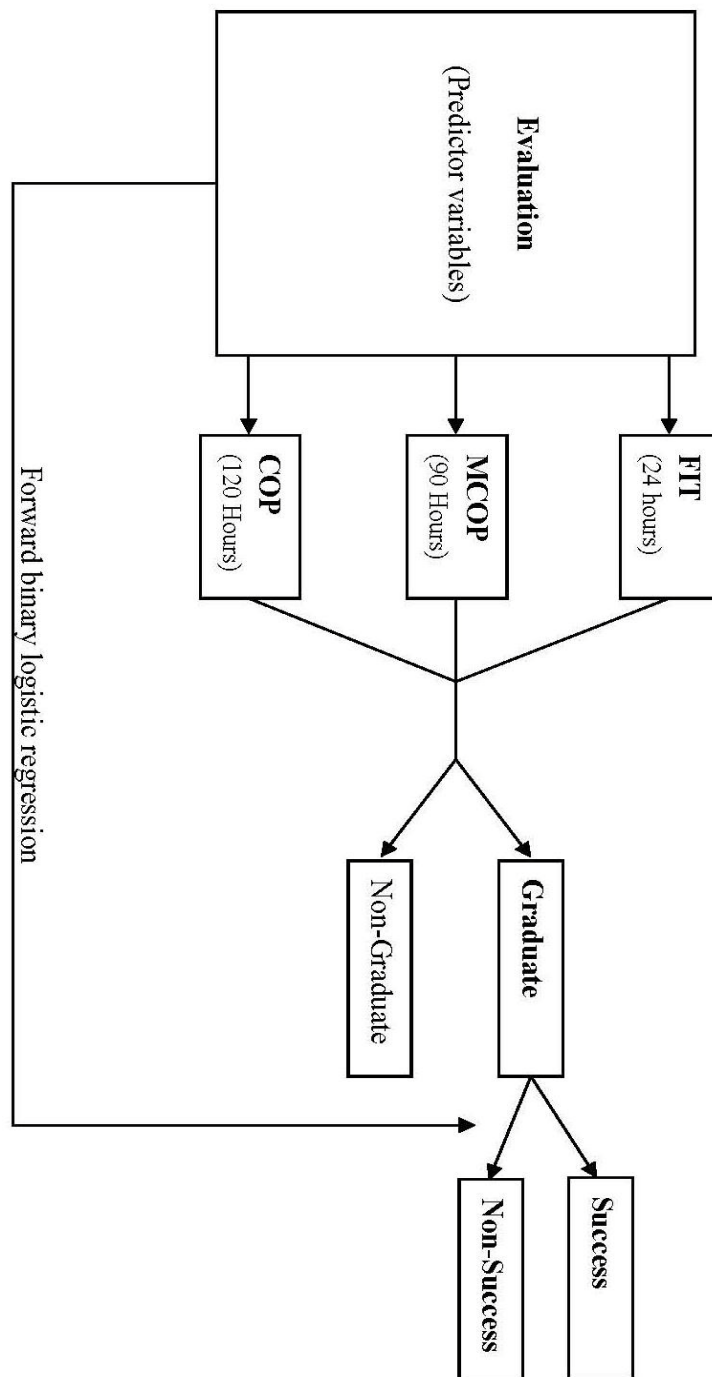 Evaluation
(Predictor variables)
FIT
(24 hours)
MCOP
(90 Hours)
COP
(120 Hours)
Graduate
Non-Graduate
Success
Non-Success
Forward binary logistic regression